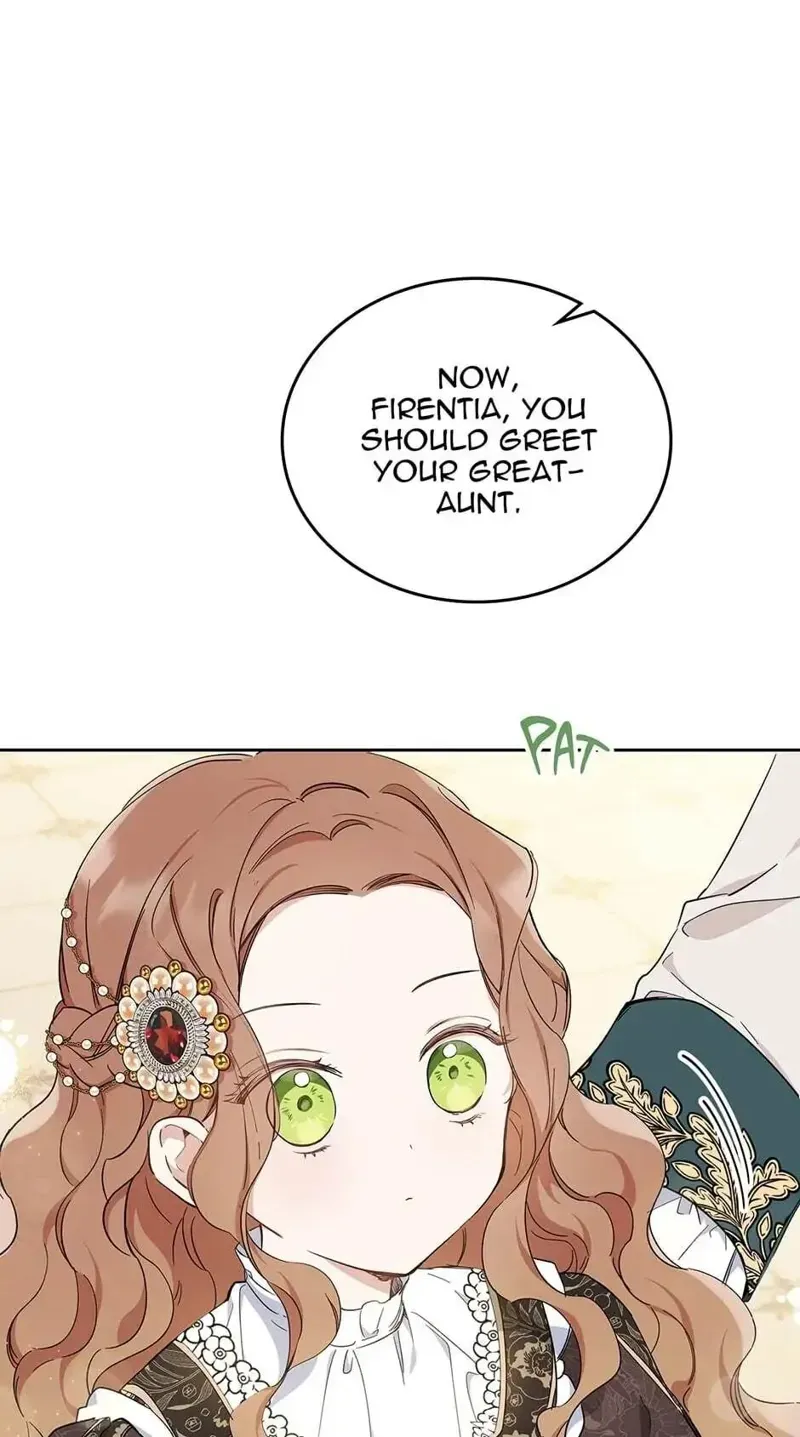 NOW,
FIRENTIA, YOU
SHOULD GREET
YOUR GREAT-
AUNT.
PAT